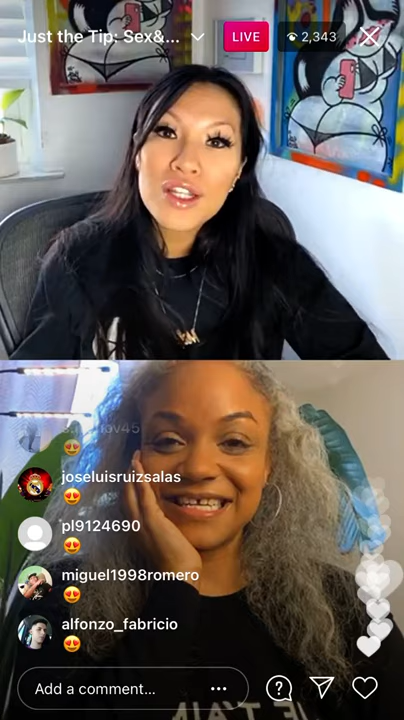 Just the Tip: Sex&...
LIVE
2,343
joseluisruizsalas
😍
pl9124690
😍
miguel1998romero
😍
alfonzo_fabricio
😍
Add a comment...